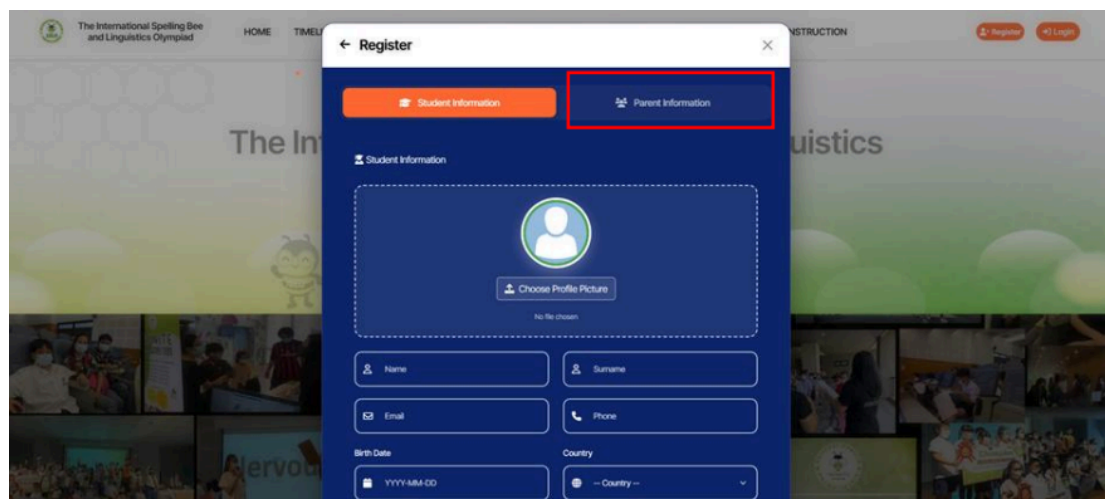 The International Spelling Bee
and Linguistics Olympiad
HOME
TIMEL
NSTRUCTION
Register
Login
← Register
Student Information
Parent Information
The In
uistics
Student Information
Choose Profile Picture
No file chosen
Name
Surname
Email
Phone
Birth Date
Country
YYYY-MM-DD
-- Country --
Nervou